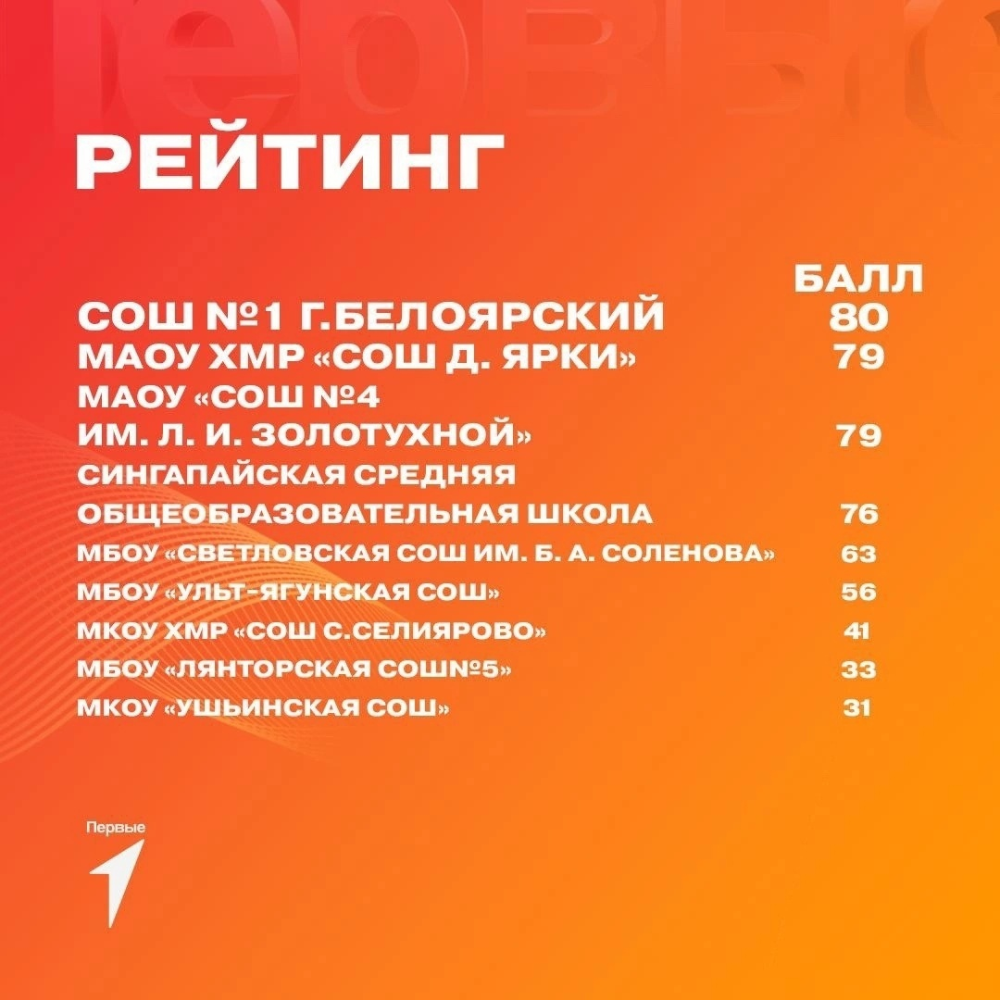 РЕЙТИНГ
БАЛЛ
СОШ №1 Г.БЕЛОЯРСКИЙ 80
МАОУ ХМР «СОШ Д. ЯРКИ» 79
МАОУ «СОШ №4
ИМ. Л. И. ЗОЛОТУХНОЙ» 79
СИНГАПАЙСКАЯ СРЕДНЯЯ
ОБЩЕОБРАЗОВАТЕЛЬНАЯ ШКОЛА 76
МБОУ «СВЕТЛОВСКАЯ СОШ ИМ. Б. А. СОЛЕНОВА» 63
МБОУ «УЛЬТ-ЯГУНСКАЯ СОШ» 56
МКОУ ХМР «СОШ С.СЕЛИЯРОВО» 41
МБОУ «ЛЯНТОРСКАЯ СОШ№5» 33
МКОУ «УШЬИНСКАЯ СОШ» 31
Первые